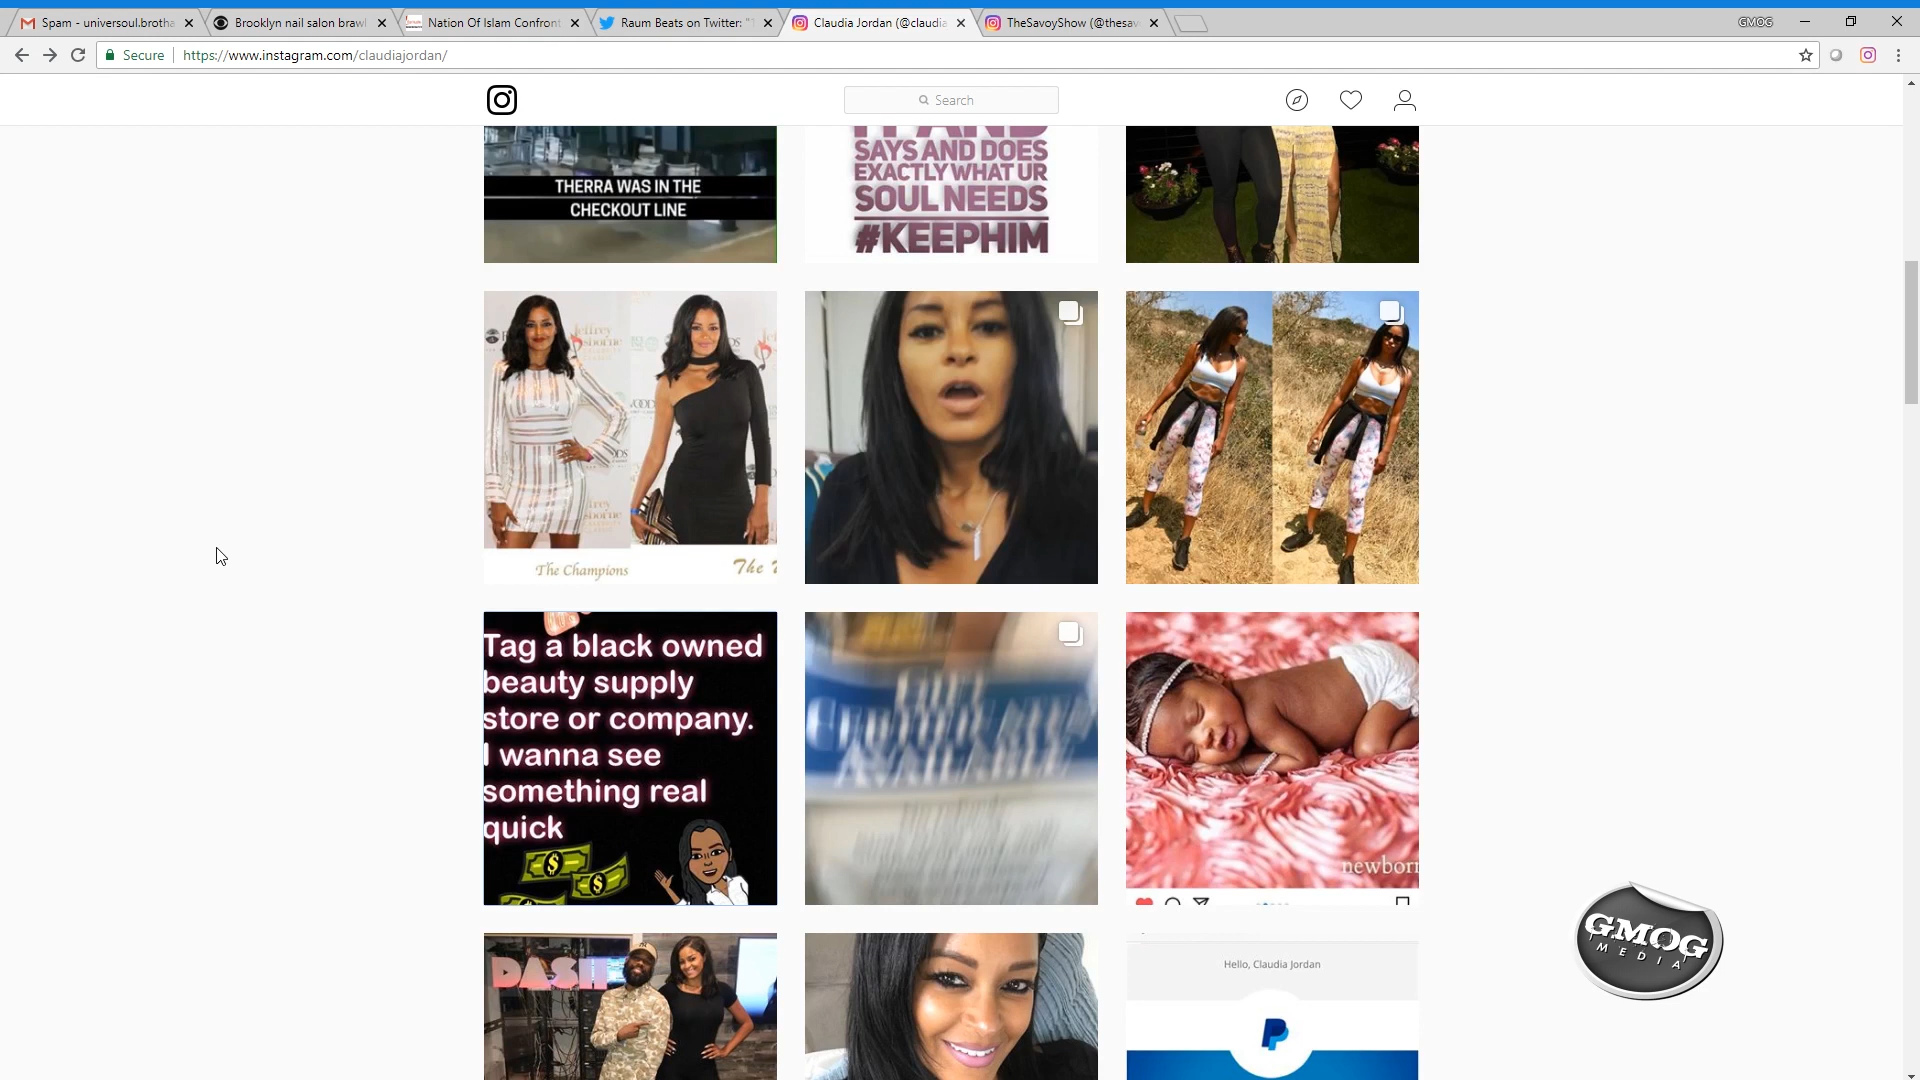 Spam - universoul.brotha
Brooklyn nail salon brawl
Nation Of Islam Confront
Raum Beats on Twitter: "
Claudia Jordan (@claudia
TheSavoyShow (@thesav
GMOG
Secure
https://www.instagram.com/claudiajordan/
Search
THERRA WAS IN THE
CHECKOUT LINE
SAYS AND DOES
EXACTLY WHAT UR
SOUL NEEDS
#KEEPHIM
Jeffrey
The Champions
The
Tag a black owned
beauty supply
store or company.
I wanna see
something real
quick
AVAILABLE
newborn
DASH
Hello, Claudia Jordan
GMOG
MEDIA